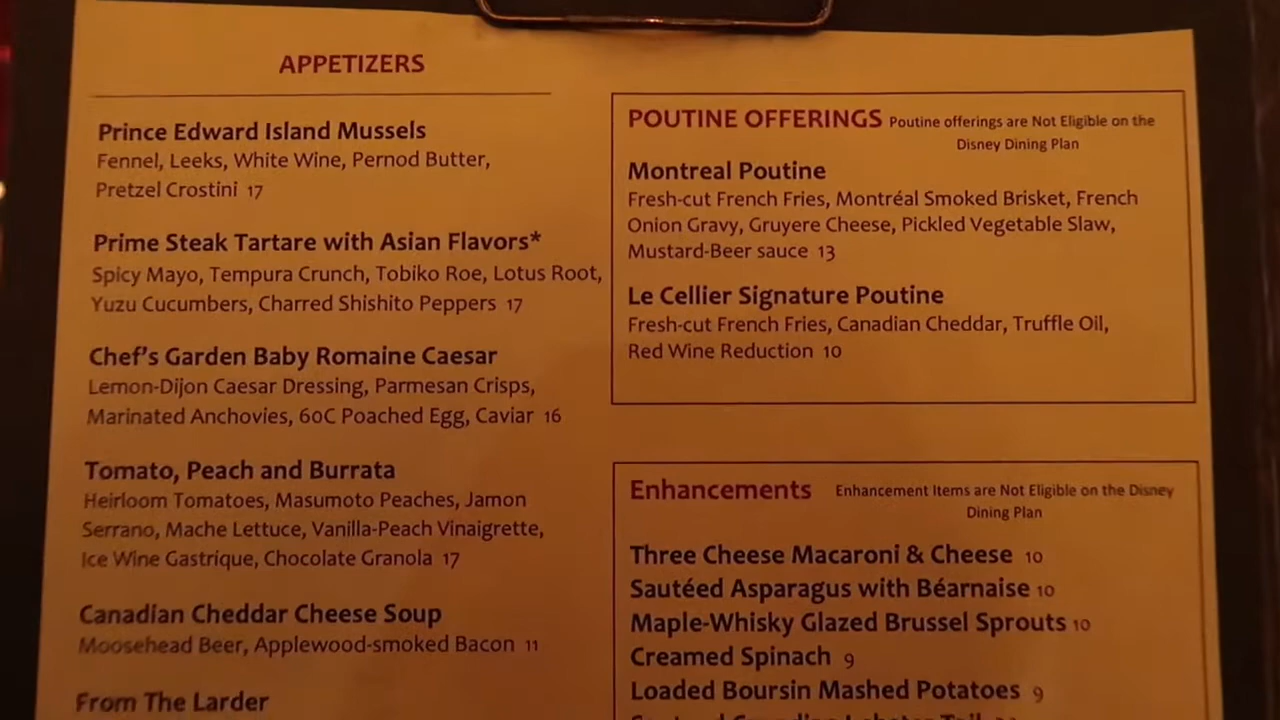 APPETIZERS
Prince Edward Island Mussels
Fennel, Leeks, White Wine, Pernod Butter,
Pretzel Crostini 17
Prime Steak Tartare with Asian Flavors*
Spicy Mayo, Tempura Crunch, Tobiko Roe, Lotus Root,
Yuzu Cucumbers, Charred Shishito Peppers 17
Chef's Garden Baby Romaine Caesar
Lemon-Dijon Caesar Dressing, Parmesan Crisps,
Marinated Anchovies, 60C Poached Egg, Caviar 16
Tomato, Peach and Burrata
Heirloom Tomatoes, Masumoto Peaches, Jamon
Serrano, Mache Lettuce, Vanilla-Peach Vinaigrette,
Ice Wine Gastrique, Chocolate Granola 17
Canadian Cheddar Cheese Soup
Moosehead Beer, Applewood-smoked Bacon 11
From The Larder
POUTINE OFFERINGS Poutine offerings are Not Eligible on the
Disney Dining Plan
Montreal Poutine
Fresh-cut French Fries, Montréal Smoked Brisket, French
Onion Gravy, Gruyere Cheese, Pickled Vegetable Slaw,
Mustard-Beer sauce 13
Le Cellier Signature Poutine
Fresh-cut French Fries, Canadian Cheddar, Truffle Oil,
Red Wine Reduction 10
Enhancements Enhancement Items are Not Eligible on the Disney
Dining Plan
Three Cheese Macaroni & Cheese 10
Sautéed Asparagus with Béarnaise 10
Maple-Whisky Glazed Brussel Sprouts 10
Creamed Spinach 9
Loaded Boursin Mashed Potatoes 9